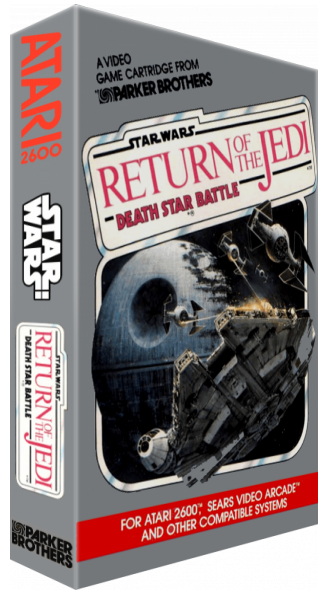 ATARI
2600
STAR
WARS
STAR WARS
RETURN
OF
THE
JEDI
DEATH STAR BATTLE
PARKER
BROTHERS
A VIDEO
GAME CARTRIDGE FROM
PARKER BROTHERS
STAR WARS
RETURN OF THE JEDI
DEATH STAR BATTLE
FOR ATARI 2600™, SEARS VIDEO ARCADE™
AND OTHER COMPATIBLE SYSTEMS